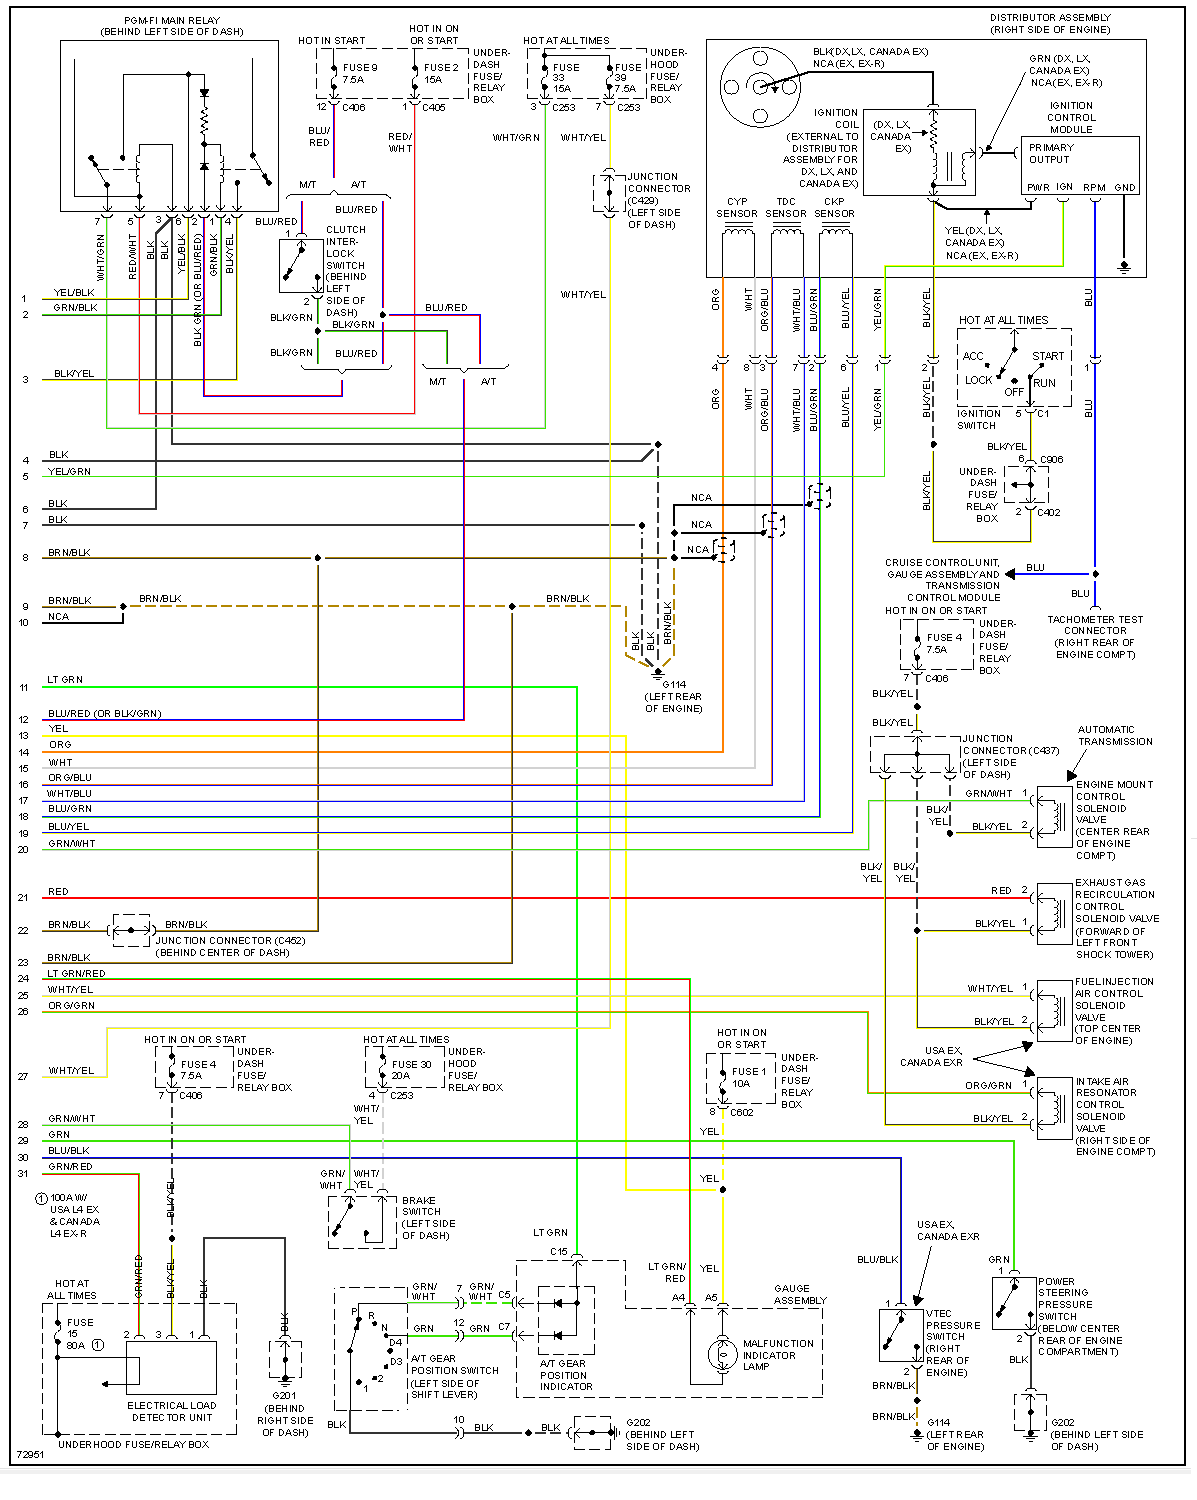 PGM-FI MAIN RELAY
(BEHIND LEFT SIDE OF DASH)
HOT IN START
HOT IN ON
OR START
HOT AT ALL TIMES
DISTRIBUTOR ASSEMBLY
(RIGHT SIDE OF ENGINE)
FUSE 9
7.5A
FUSE 2
15A
UNDER-
DASH
FUSE/
RELAY
BOX
FUSE
33
15A
FUSE
39
7.5A
UNDER-
HOOD
FUSE/
RELAY
BOX
12
C406
1
C405
3
C253
7
C253
BLK(DX,LX, CANADA EX)
NCA (EX, EX-R)
GRN (DX, LX,
CANADA EX)
NCA (EX, EX-R)
IGNITION
COIL
(EXTERNAL TO
DISTRIBUTOR
ASSEMBLY FOR
DX, LX, AND
CANADA EX)
(DX, LX,
CANADA
EX)
IGNITION
CONTROL
MODULE
PRIMARY
OUTPUT
PWR
IGN
RPM
GND
CYP
SENSOR
TDC
SENSOR
CKP
SENSOR
YEL (DX, LX,
CANADA EX)
NCA (EX, EX-R)
BLU/
RED
RED/
WHT
WHT/GRN
WHT/YEL
M/T
A/T
BLU/RED
BLU/RED
JUNCTION
CONNECTOR
(C429)
(LEFT SIDE
OF DASH)
WHT/YEL
7
5
3
6
2
1
4
WHT/GRN
RED/WHT
BLK
BLK
YEL/BLK
BLK GRN (OR BLU/RED)
GRN/BLK
BLK/YEL
1
CLUTCH
INTER-
LOCK
SWITCH
(BEHIND
LEFT
SIDE OF
DASH)
2
BLK/GRN
BLK/GRN
BLU/RED
BLK/GRN
BLU/RED
M/T
A/T
ORG
WHT
ORG/BLU
WHT/BLU
BLU/GRN
BLU/YEL
YEL/GRN
BLK/YEL
BLU
4
8
3
7
2
6
1
2
1
ORG
WHT
ORG/BLU
WHT/BLU
BLU/GRN
BLU/YEL
YEL/GRN
BLK/YEL
BLU
HOT AT ALL TIMES
ACC
START
LOCK
RUN
OFF
IGNITION
SWITCH
5
C1
BLK/YEL
6
C906
UNDER-
DASH
FUSE/
RELAY
BOX
2
C402
BLK/YEL
1
YEL/BLK
2
GRN/BLK
3
BLK/YEL
4
BLK
5
YEL/GRN
6
BLK
7
BLK
8
BRN/BLK
9
BRN/BLK
BRN/BLK
BRN/BLK
10
NCA
NCA
NCA
NCA
BLK
BLK
BRN/BLK
G114
(LEFT REAR
OF ENGINE)
CRUISE CONTROL UNIT,
GAUGE ASSEMBLY AND
TRANSMISSION
CONTROL MODULE
BLU
BLU
TACHOMETER TEST
CONNECTOR
(RIGHT REAR OF
ENGINE COMPT)
HOT IN ON OR START
FUSE 4
7.5A
UNDER-
DASH
FUSE/
RELAY
BOX
7
C406
BLK/YEL
BLK/YEL
JUNCTION
CONNECTOR (C437)
(LEFT SIDE
OF DASH)
11
LT GRN
12
BLU/RED (OR BLK/GRN)
13
YEL
14
ORG
15
WHT
16
ORG/BLU
17
WHT/BLU
18
BLU/GRN
19
BLU/YEL
20
GRN/WHT
21
RED
22
BRN/BLK
BRN/BLK
JUNCTION CONNECTOR (C452)
(BEHIND CENTER OF DASH)
23
BRN/BLK
24
LT GRN/RED
25
WHT/YEL
26
ORG/GRN
27
WHT/YEL
28
GRN/WHT
29
GRN
30
BLU/BLK
31
GRN/RED
AUTOMATIC
TRANSMISSION
GRN/WHT
1
BLK/
YEL
BLK/YEL
2
ENGINE MOUNT
CONTROL
SOLENOID
VALVE
(CENTER REAR
OF ENGINE
COMPT)
BLK/
YEL
BLK/
YEL
RED
2
BLK/YEL
1
EXHAUST GAS
RECIRCULATION
CONTROL
SOLENOID VALVE
(FORWARD OF
LEFT FRONT
SHOCK TOWER)
WHT/YEL
1
BLK/YEL
2
FUEL INJECTION
AIR CONTROL
SOLENOID
VALVE
(TOP CENTER
OF ENGINE)
USA EX,
CANADA EXR
ORG/GRN
1
BLK/YEL
2
INTAKE AIR
RESONATOR
CONTROL
SOLENOID
VALVE
(RIGHT SIDE OF
ENGINE COMPT)
HOT IN ON OR START
FUSE 4
7.5A
UNDER-
DASH
FUSE/
RELAY BOX
7
C406
HOT AT ALL TIMES
FUSE 30
20A
UNDER-
HOOD
FUSE/
RELAY BOX
4
C253
WHT/
YEL
HOT IN ON
OR START
FUSE 1
10A
UNDER-
DASH
FUSE/
RELAY
BOX
8
C602
YEL
YEL
1
100A W/
USA L4 EX
& CANADA
L4 EX-R
BLK/YEL
GRN/
WHT
WHT/
YEL
BRAKE
SWITCH
(LEFT SIDE
OF DASH)
LT GRN
C15
LT GRN/
RED
YEL
A4
A5
GAUGE
ASSEMBLY
MALFUNCTION
INDICATOR
LAMP
HOT AT
ALL TIMES
GRN/RED
BLK/YEL
BLK
FUSE
15
80A
1
2
3
1
ELECTRICAL LOAD
DETECTOR UNIT
UNDERHOOD FUSE/RELAY BOX
BLK
G201
(BEHIND
RIGHT SIDE
OF DASH)
GRN/
WHT
7
GRN/
WHT
C5
GRN
12
GRN
C7
P
R
N
D4
D3
2
1
A/T GEAR
POSITION SWITCH
(LEFT SIDE OF
SHIFT LEVER)
A/T GEAR
POSITION
INDICATOR
BLK
10
BLK
BLK
G202
(BEHIND LEFT
SIDE OF DASH)
USA EX,
CANADA EXR
BLU/BLK
1
VTEC
PRESSURE
SWITCH
(RIGHT
REAR OF
ENGINE)
2
BRN/BLK
BRN/BLK
G114
(LEFT REAR
OF ENGINE)
GRN
1
POWER
STEERING
PRESSURE
SWITCH
(BELOW CENTER
REAR OF ENGINE
COMPARTMENT)
2
BLK
G202
(BEHIND LEFT SIDE
OF DASH)
72951